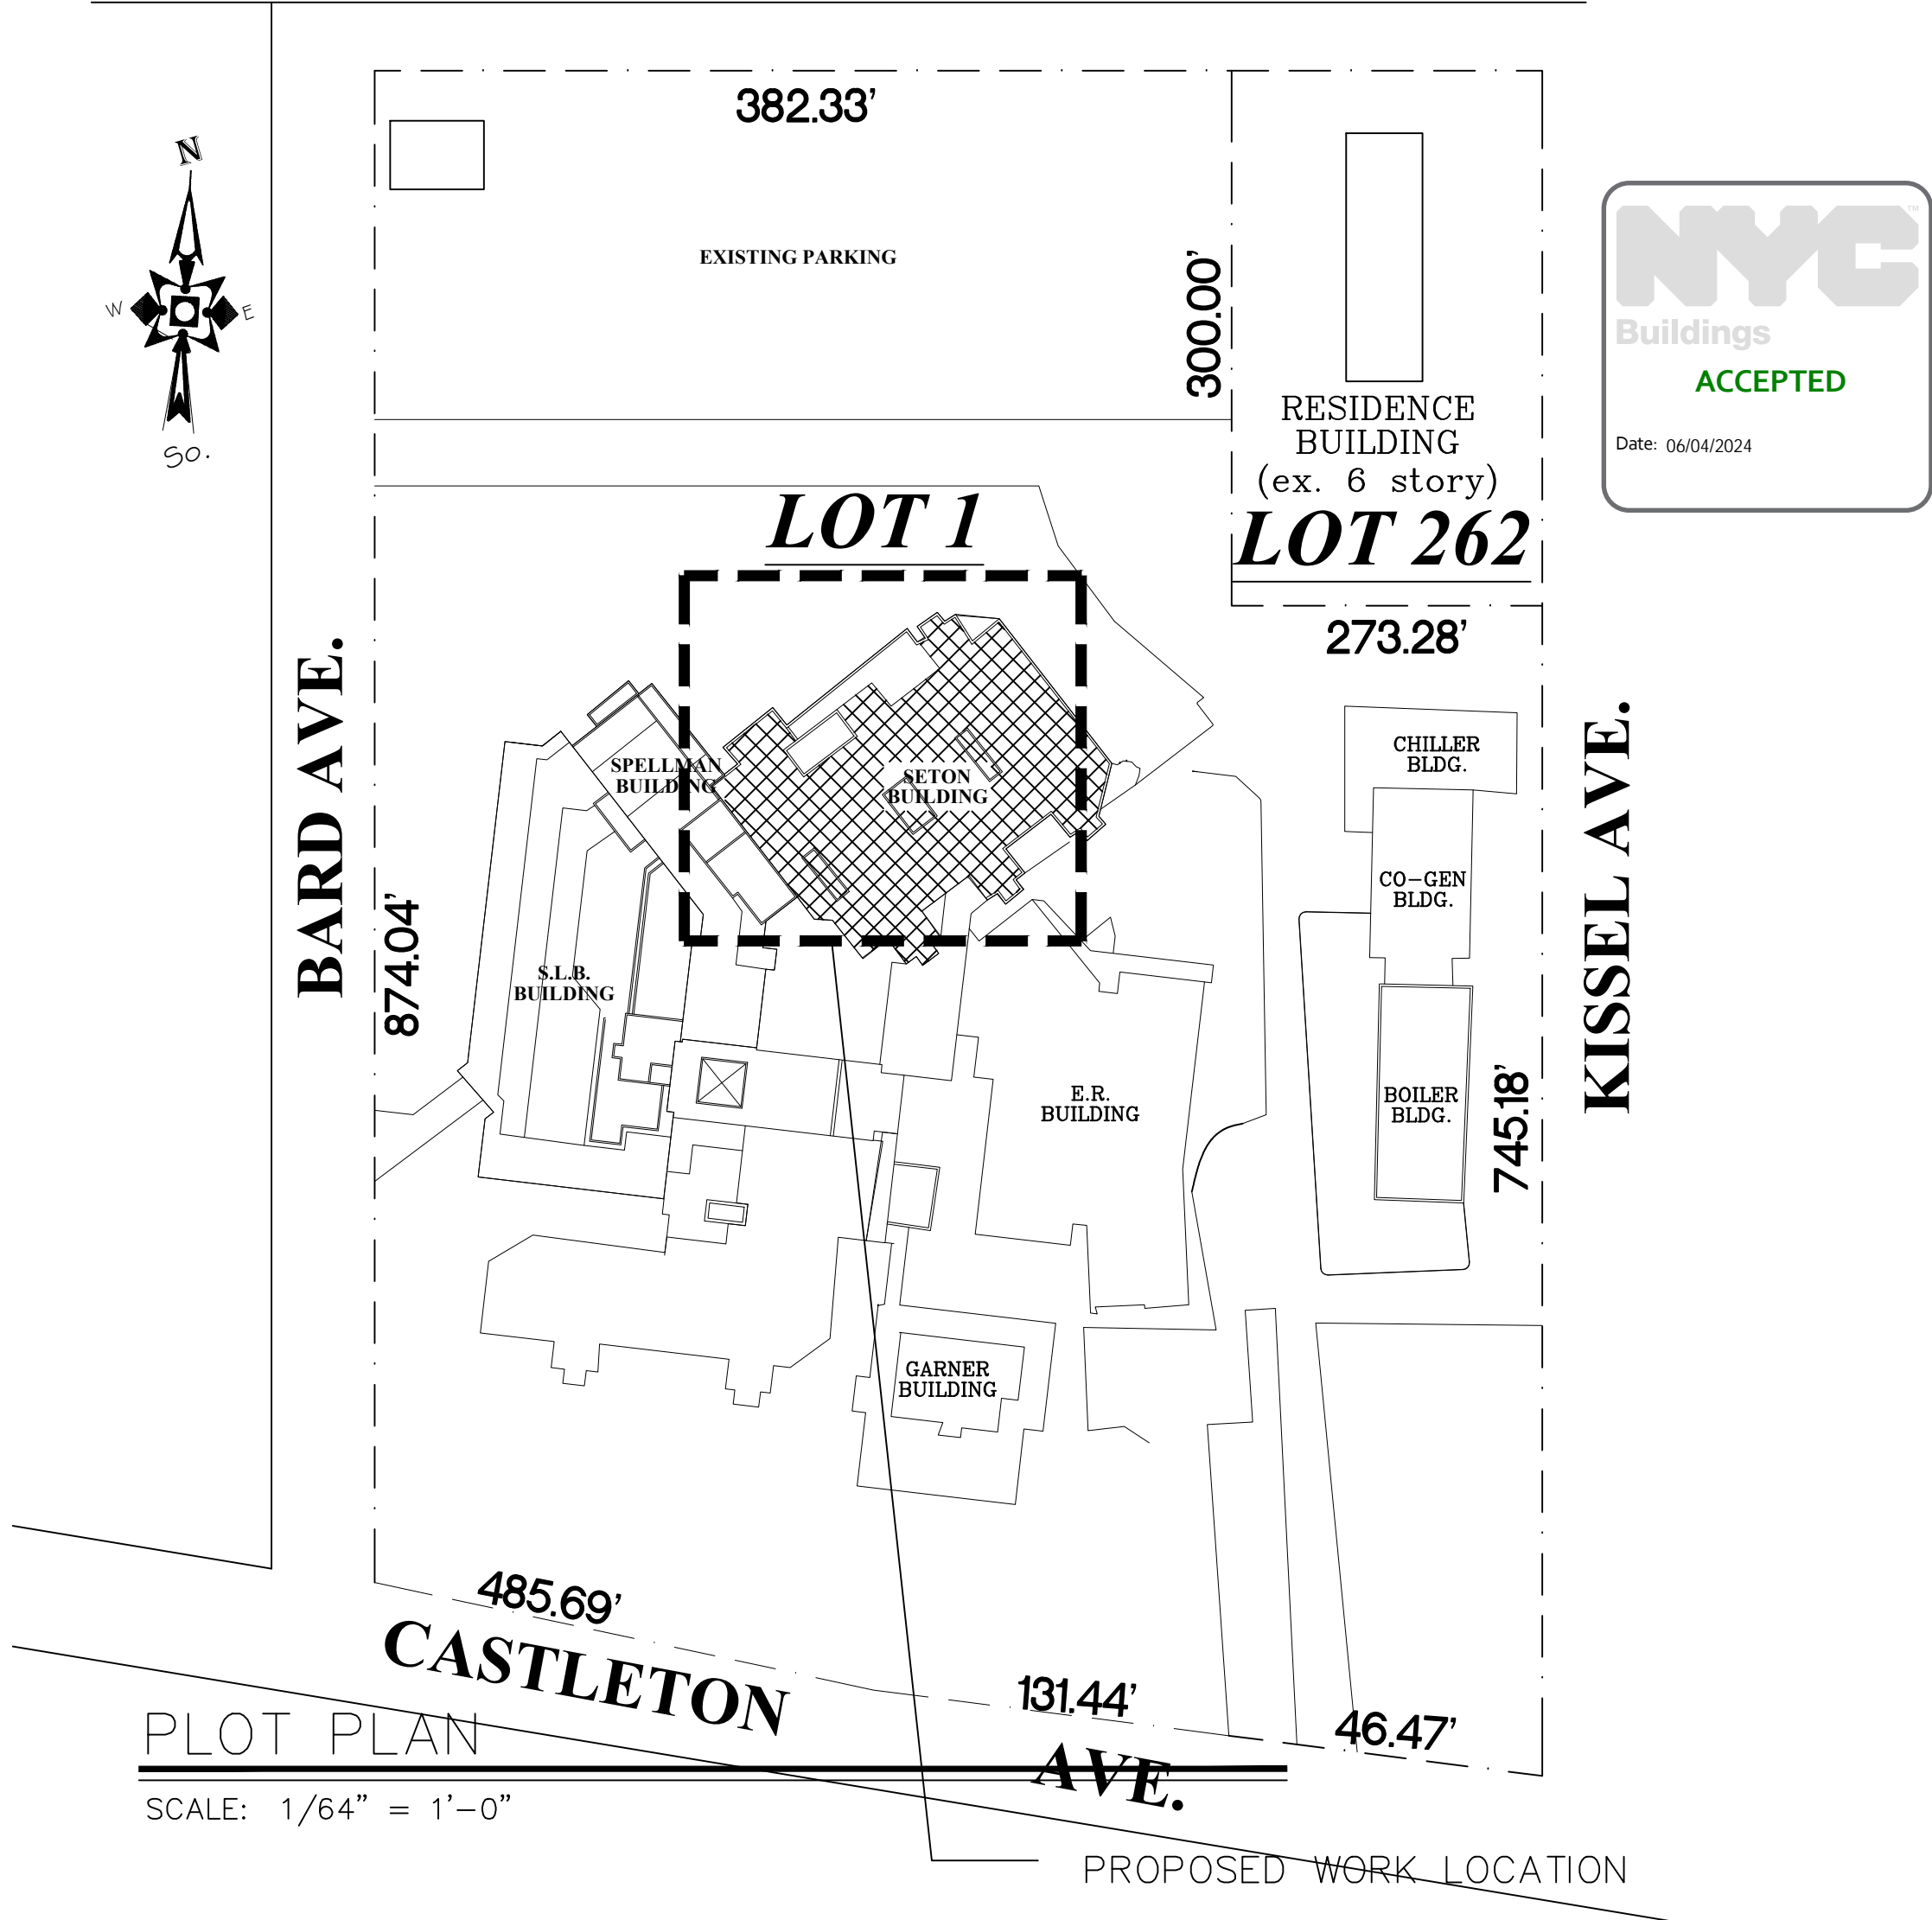 382.33’
N
W
E
So.
EXISTING PARKING
300.00’
RESIDENCE
BUILDING
(ex. 6 story)
LOT 262
LOT 1
NYC™
Buildings
ACCEPTED
Date: 06/04/2024
273.28’
BARD AVE.
874.04’
SPELLMAN
BUILDING
SETON
BUILDING
CHILLER
BLDG.
CO-GEN
BLDG.
KISSEL AVE.
S.L.B.
BUILDING
E.R.
BUILDING
BOILER
BLDG.
745.18’
GARNER
BUILDING
485.69’
CASTLETON
AVE.
131.44’
46.47’
PLOT PLAN
SCALE: 1/64” = 1’-0”
PROPOSED WORK LOCATION